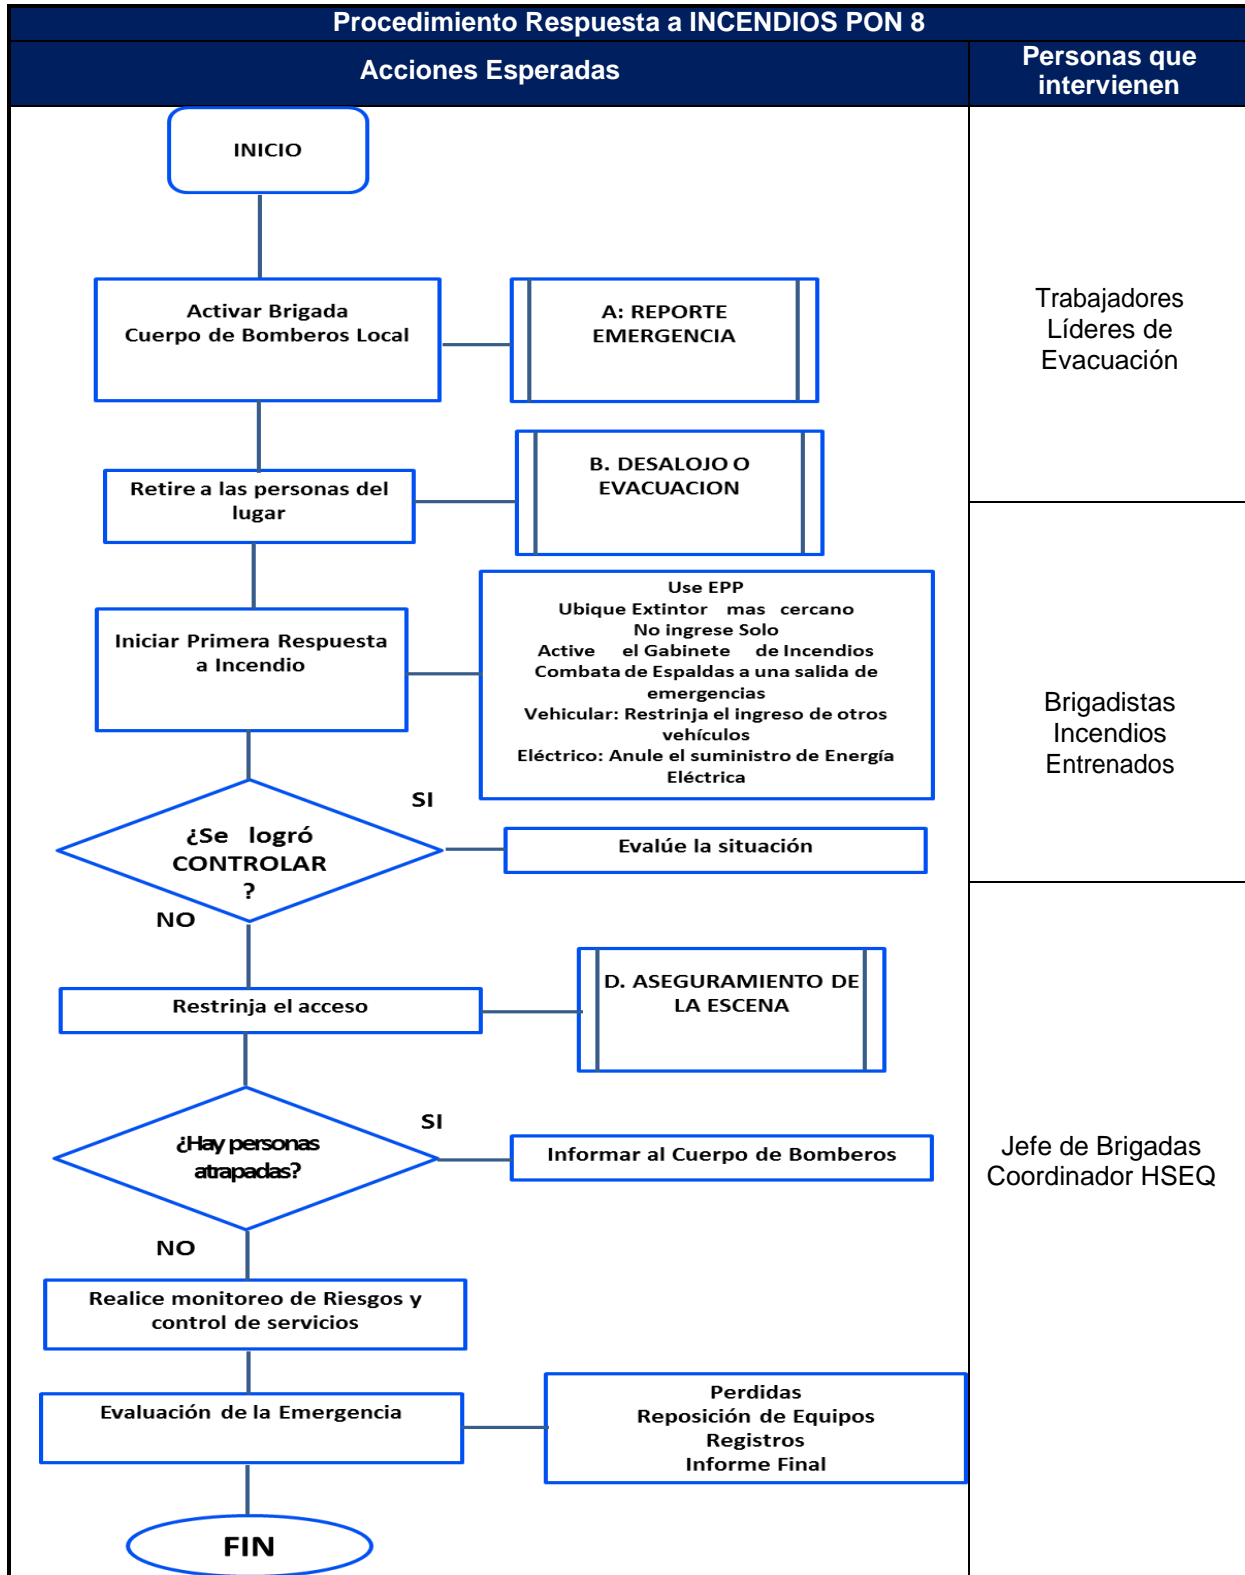 Procedimiento Respuesta a INCENDIOS PON 8
Acciones Esperadas
Personas que
intervienen
INICIO
Activar Brigada
Cuerpo de Bomberos Local
A: REPORTE
EMERGENCIA
Trabajadores
Líderes de
Evacuación
Retire a las personas del
lugar
B. DESALOJO O
EVACUACION
Iniciar Primera Respuesta
a Incendio
Use EPP
Ubique Extintor mas cercano
No ingrese Solo
Active el Gabinete de Incendios
Combata de Espaldas a una salida de
emergencias
Vehicular: Restrinja el ingreso de otros
vehículos
Eléctrico: Anule el suministro de Energía
Eléctrica
Brigadistas
Incendios
Entrenados
¿Se logró
CONTROLAR
?
SI
Evalúe la situación
NO
Restrinja el acceso
D. ASEGURAMIENTO DE
LA ESCENA
¿Hay personas
atrapadas?
SI
Informar al Cuerpo de Bomberos
Jefe de Brigadas
Coordinador HSEQ
NO
Realice monitoreo de Riesgos y
control de servicios
Evaluación de la Emergencia
Perdidas
Reposición de Equipos
Registros
Informe Final
FIN